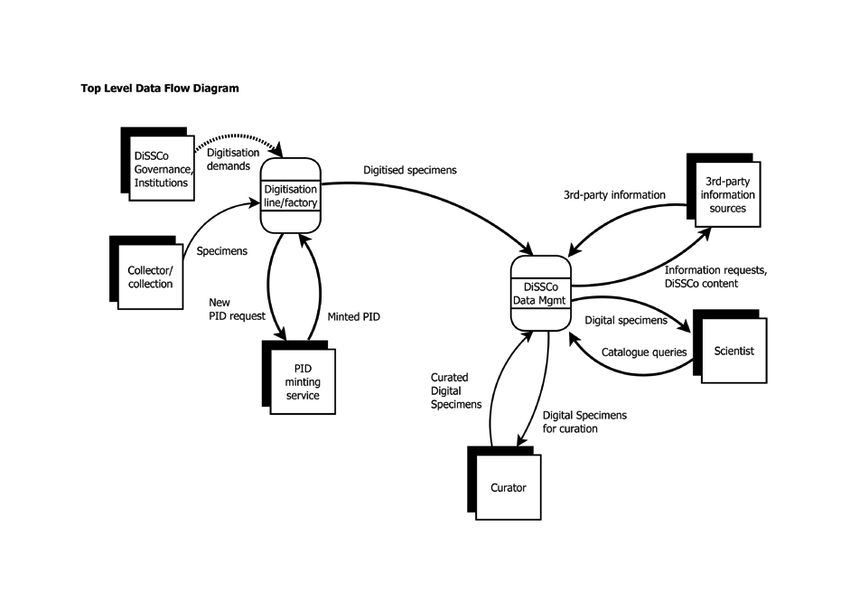 Top Level Data Flow Diagram
DiSSCo
Governance,
Institutions
Digitisation
demands
Digitisation
line/factory
Digitised specimens
Specimens
Collector/
collection
New
PID request
Minted PID
PID
minting
service
3rd-party information
3rd-party
information
sources
Information requests,
DiSSCo content
DiSSCo
Data Mgmt
Digital specimens
Catalogue queries
Scientist
Curated
Digital
Specimens
Digital Specimens
for curation
Curator